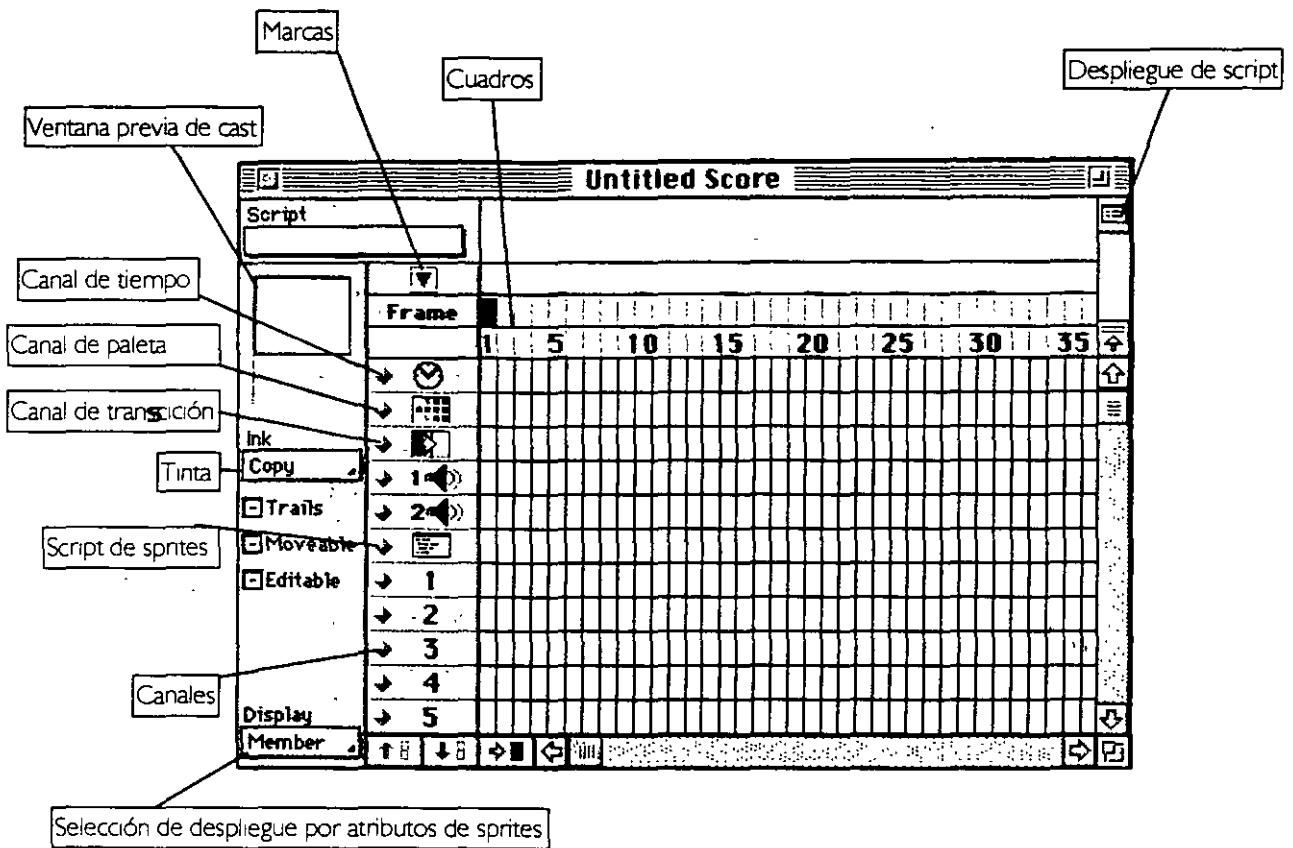 Marcas
Cuadros
Despliegue de script
Ventana previa de cast
Untitled Score
Script
Canal de tiempo
Frame
1 5 10 15 20 25 30 35
Canal de paleta
Canal de transcición
Ink
Copy
Tinta
1
Trails
2
Script de sprites
Moveable
Editable
1
2
3
Canales
4
Display
5
Member
Selección de despliegue por atributos de sprites